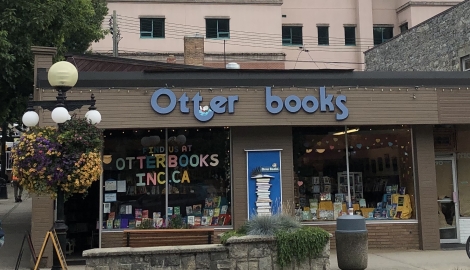 Otter books
FIND US AT
OTTERBOOKS
INC.CA